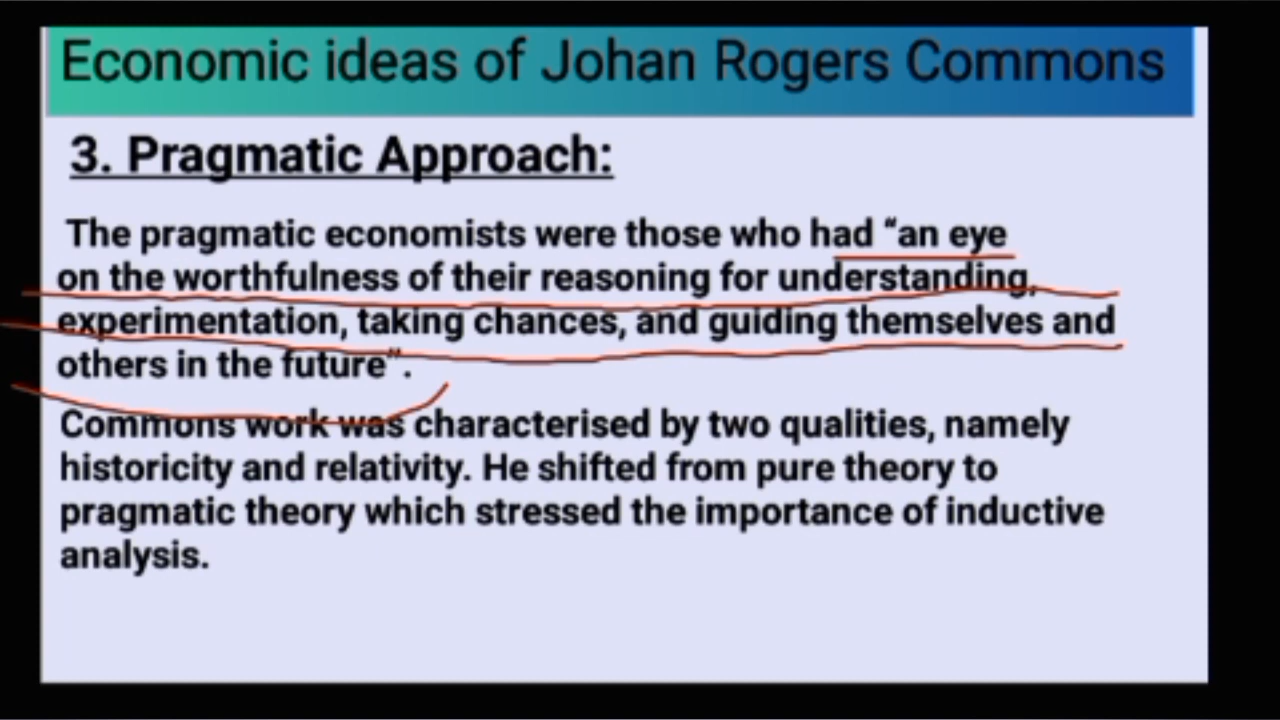 Economic ideas of Johan Rogers Commons
3. Pragmatic Approach:
The pragmatic economists were those who had “an eye
on the worthfulness of their reasoning for understanding,
experimentation, taking chances, and guiding themselves and
others in the future”.
Commons work was characterised by two qualities, namely
historicity and relativity. He shifted from pure theory to
pragmatic theory which stressed the importance of inductive
analysis.